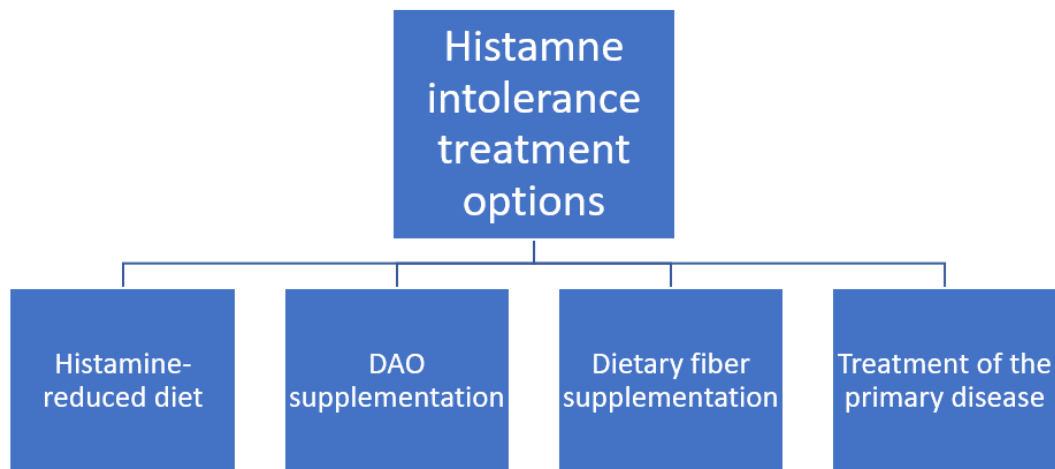 Histamne
intolerance
treatment
options
Histamine-
reduced diet
DAO
supplementation
Dietary fiber
supplementation
Treatment of the
primary disease